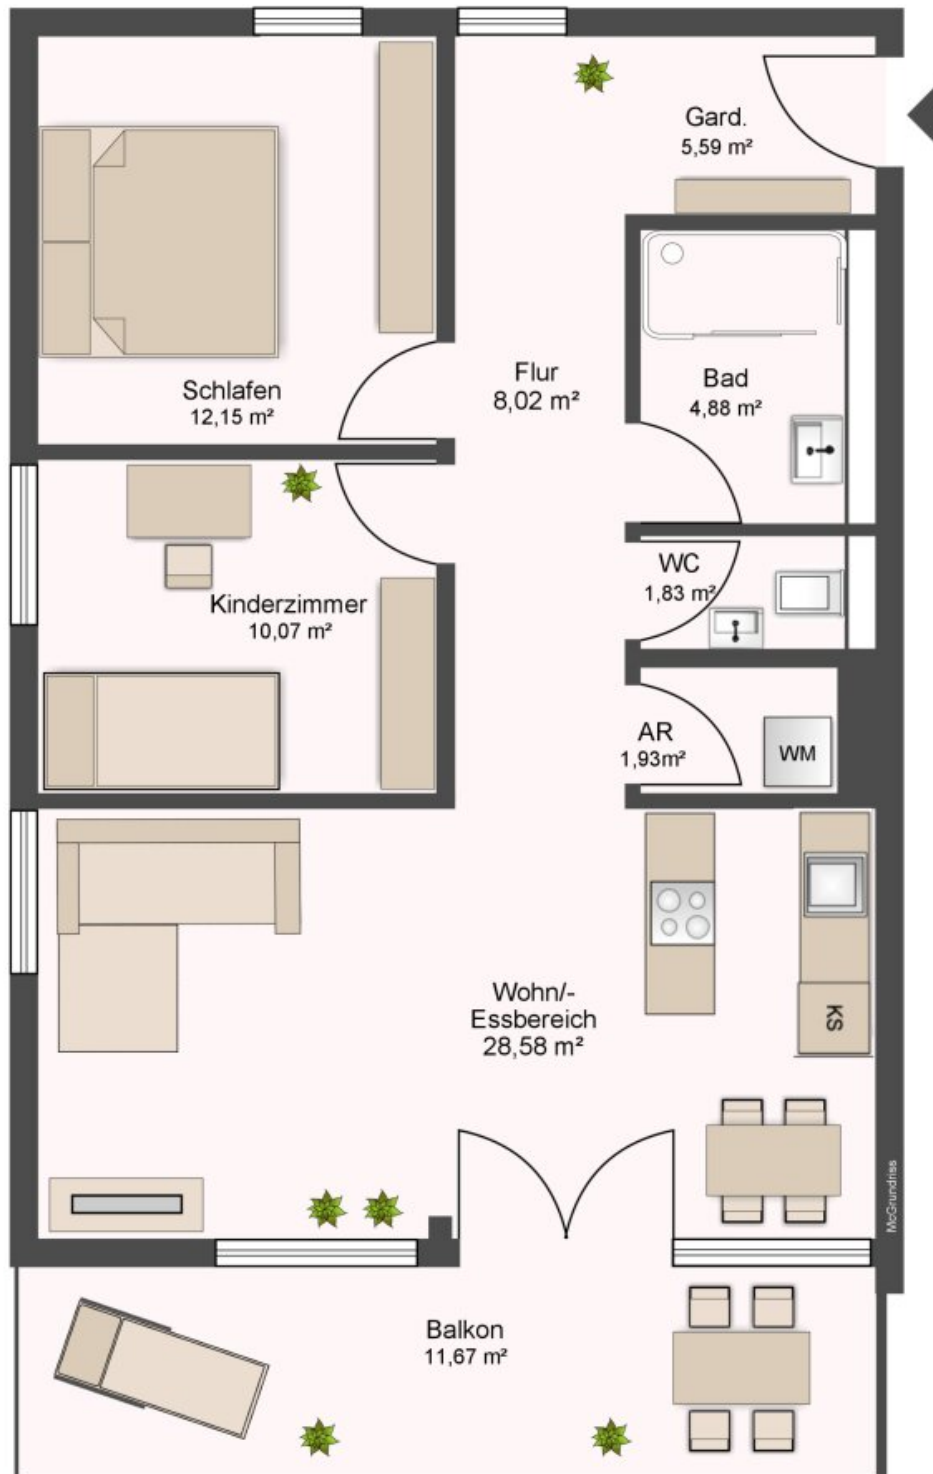 Gard.
5,59 m²
Schlafen
12,15 m²
Flur
8,02 m²
Bad
4,88 m²
WC
1,83 m²
Kinderzimmer
10,07 m²
AR
1,93m²
WM
Wohn/-
Essbereich
28,58 m²
KS
McGrundriss
Balkon
11,67 m²